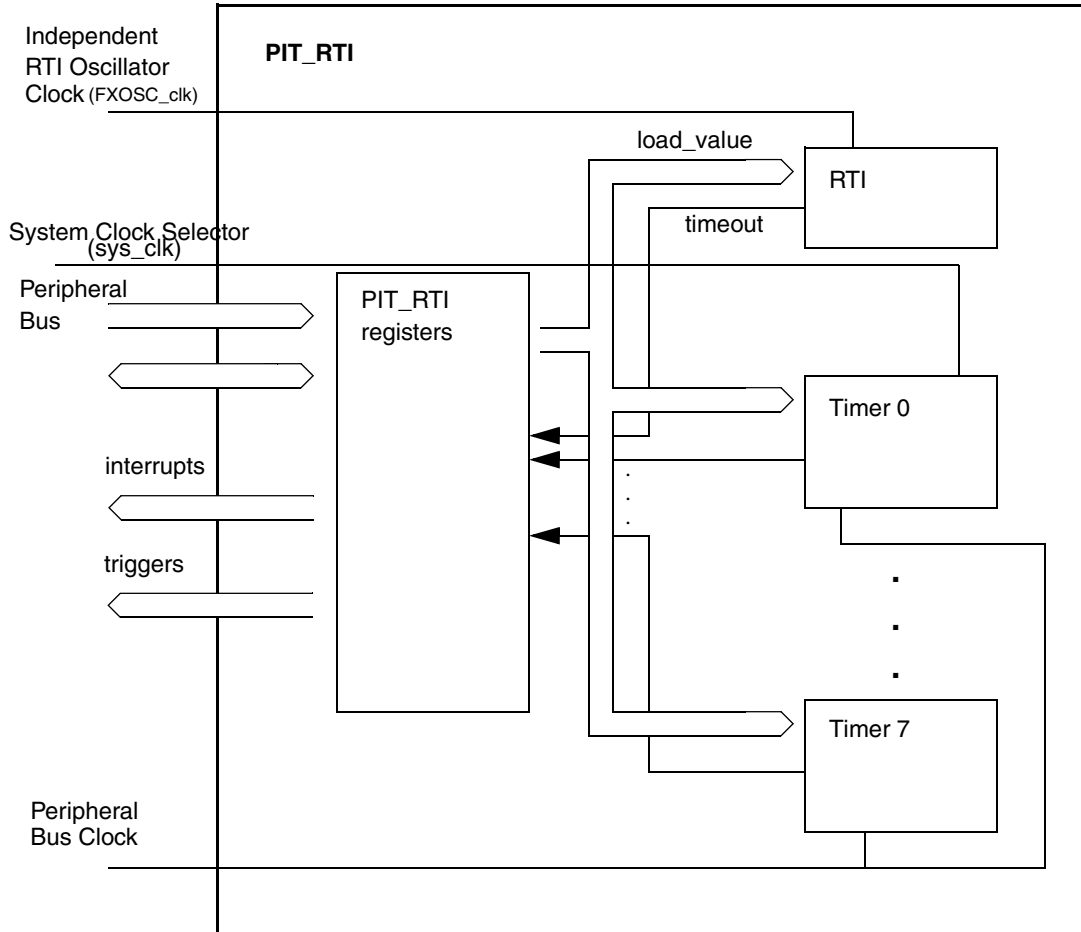 Independent
RTI Oscillator
Clock (FXOSC_clk)
PIT_RTI
load_value
RTI
timeout
System Clock Selector
(sys_clk)
Peripheral
Bus
PIT_RTI
registers
Timer 0
interrupts
triggers
Timer 7
Peripheral
Bus Clock